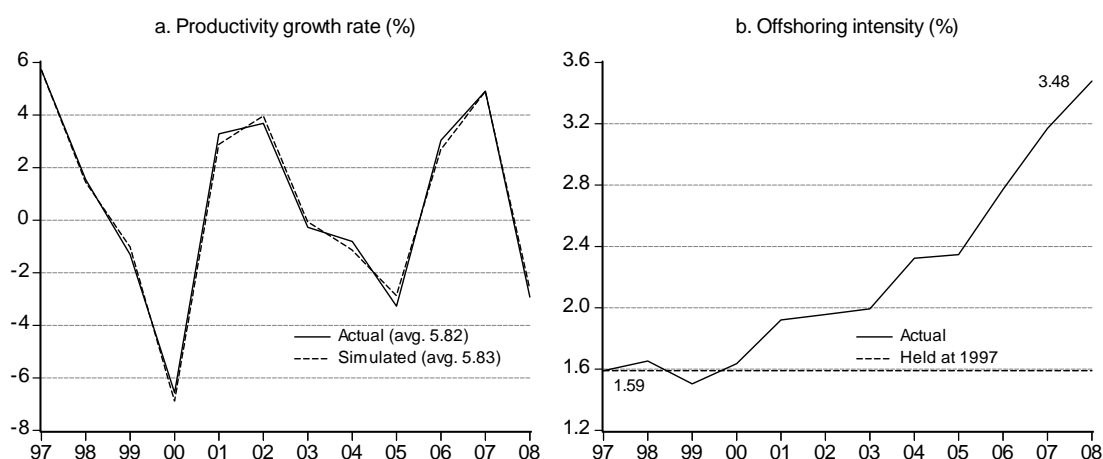 a. Productivity growth rate (%)
6
4
2
0
-2
-4
-6
-8
97 98 99 00 01 02 03 04 05 06 07 08
Actual (avg. 5.82)
Simulated (avg. 5.83)
b. Offshoring intensity (%)
3.6
3.2
2.8
2.4
2.0
1.6
1.2
97 98 99 00 01 02 03 04 05 06 07 08
3.48
1.59
Actual
Held at 1997